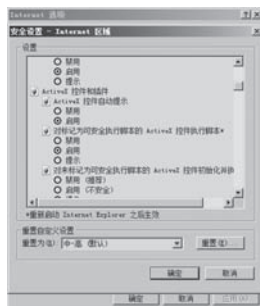 Internet 选项
安全设置 - Internet 区域
设置
禁用
启用
提示
ActiveX 控件和插件
ActiveX 控件自动提示
禁用
启用
对标记为可安全执行脚本的 ActiveX 控件执行脚本*
禁用
启用
提示
对未标记为可安全执行脚本的 ActiveX 控件初始化并执
禁用 (推荐)
启用 (不安全)
*重新启动 Internet Explorer 之后生效
重置自定义设置
重置为(R): 中-高 (默认)
重置(E)
确定 取消
确定 取消 应用(A)